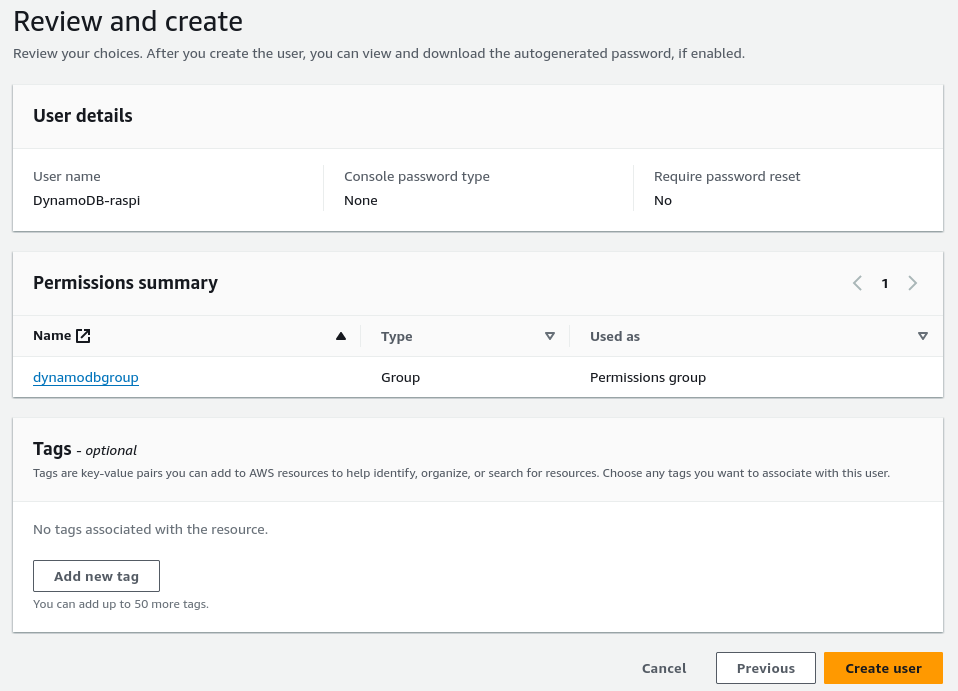 Review and create
Review your choices. After you create the user, you can view and download the autogenerated password, if enabled.
User details
User name
DynamoDB-raspi
Console password type
None
Require password reset
No
Permissions summary
1
Name
Type
Used as
dynamodbgroup
Group
Permissions group
Tags - optional
Tags are key-value pairs you can add to AWS resources to help identify, organize, or search for resources. Choose any tags you want to associate with this user.
No tags associated with the resource.
Add new tag
You can add up to 50 more tags.
Cancel
Previous
Create user